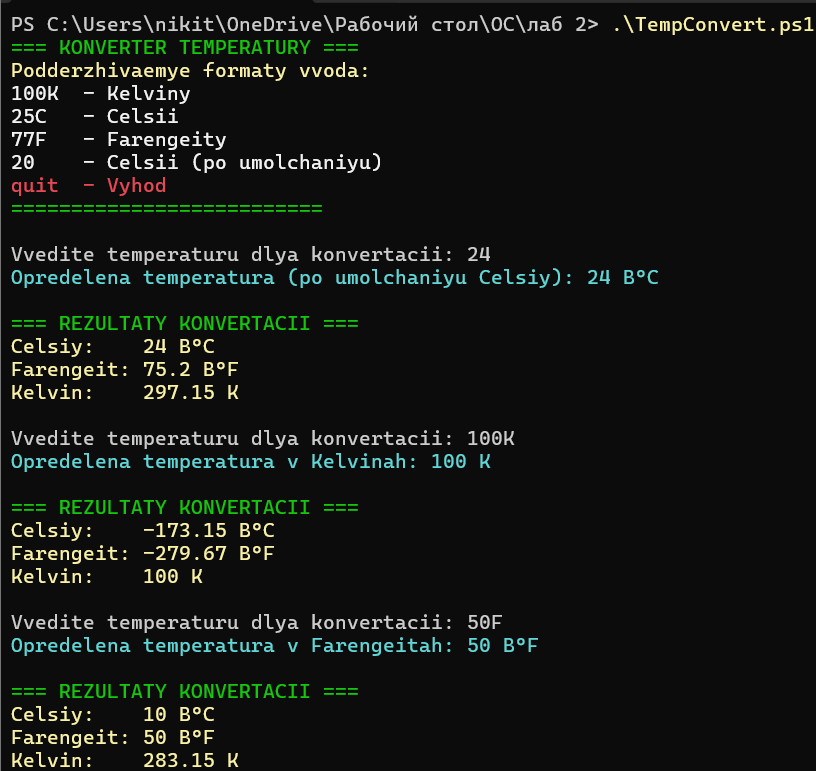 PS C:\Users\nikit\OneDrive\Рабочий стол\ОС\лаб 2> .\TempConvert.ps1
=== KONVERTER TEMPERATURY ===
Podderzhivaemye formaty vvoda:
100K  - Kelviny
25C   - Celsii
77F   - Farengeity
20    - Celsii (po umolchaniyu)
quit  - Vyhod
==========================
Vvedite temperaturu dlya konvertacii: 24
Opredelena temperatura (po umolchaniyu Celsiy): 24 В°C
=== REZULTATY KONVERTACII ===
Celsiy:    24 В°C
Farengeit: 75.2 В°F
Kelvin:    297.15 K
Vvedite temperaturu dlya konvertacii: 100K
Opredelena temperatura v Kelvinah: 100 K
=== REZULTATY KONVERTACII ===
Celsiy:    -173.15 В°C
Farengeit: -279.67 В°F
Kelvin:    100 K
Vvedite temperaturu dlya konvertacii: 50F
Opredelena temperatura v Farengeitah: 50 В°F
=== REZULTATY KONVERTACII ===
Celsiy:    10 В°C
Farengeit: 50 В°F
Kelvin:    283.15 K